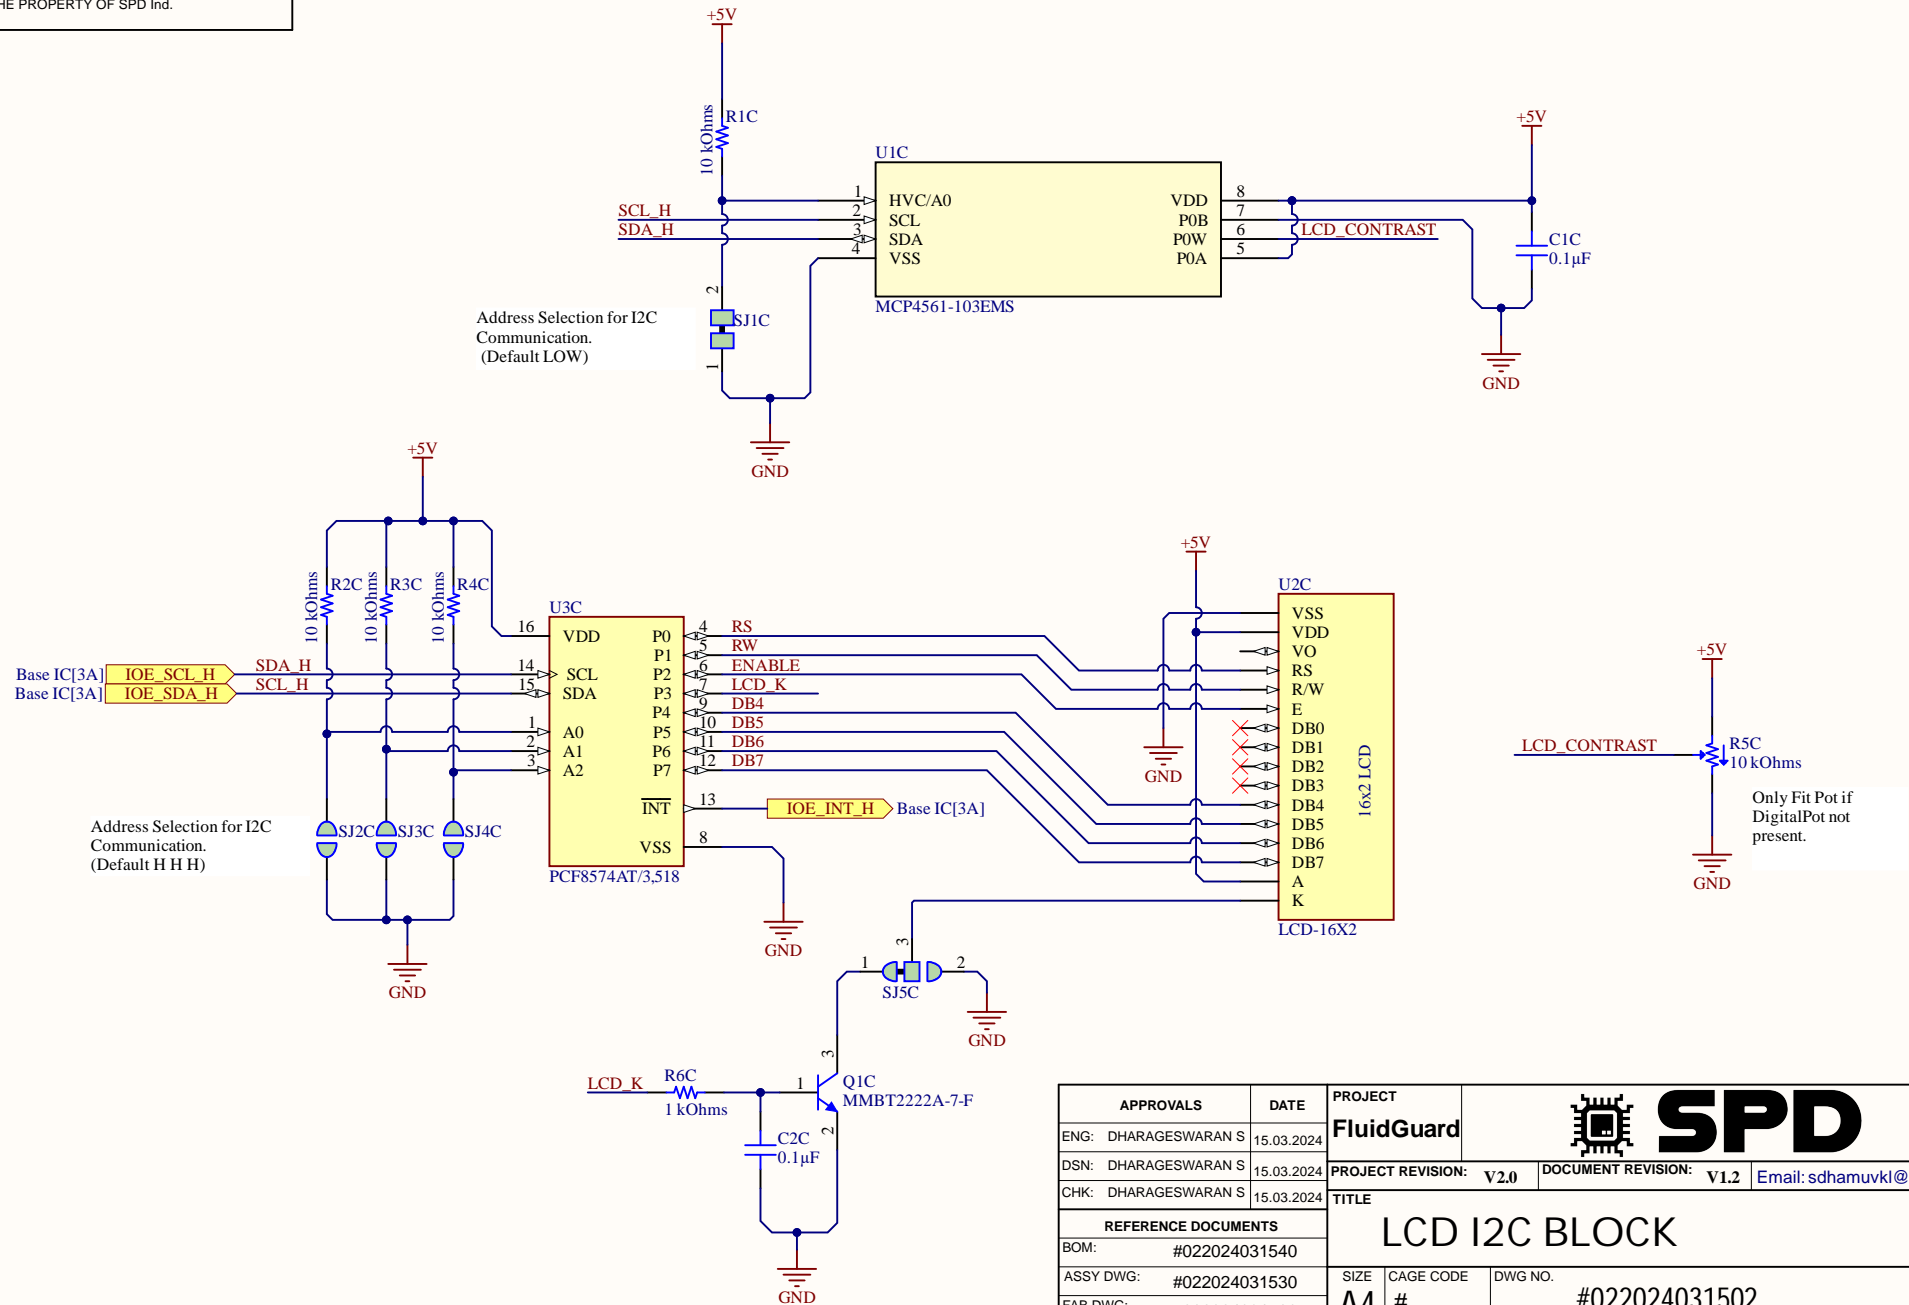 HE PROPERTY OF SPD Ind.
+5V
R1C
10 kOhms
U1C
1
HVC/A0
VDD
8
SCL_H
2
SCL
P0B
7
SDA_H
3
SDA
P0W
6
LCD_CONTRAST
4
VSS
P0A
5
MCP4561-103EMS
+5V
C1C
0.1µF
GND
2
SJ1C
1
Address Selection for I2C
Communication.
(Default LOW)
GND
+5V
R2C
10 kOhms
R3C
10 kOhms
R4C
10 kOhms
U3C
16
VDD
P0
4
RS
P1
5
RW
Base IC[3A]
IOE_SCL_H
SDA_H
14
SCL
P2
6
ENABLE
Base IC[3A]
IOE_SDA_H
SCL_H
15
SDA
P3
7
LCD_K
P4
9
DB4
1
A0
P5
10
DB5
2
A1
P6
11
DB6
3
A2
P7
12
DB7
INT
13
IOE_INT_H
Base IC[3A]
VSS
8
PCF8574AT/3,518
GND
Address Selection for I2C
Communication.
(Default H H H)
SJ2C
SJ3C
SJ4C
GND
+5V
U2C
VSS
VDD
VO
RS
R/W
E
DB0
DB1
DB2
DB3
DB4
DB5
DB6
DB7
A
K
16x2 LCD
LCD-16X2
GND
+5V
LCD_CONTRAST
R5C
10 kOhms
Only Fit Pot if
DigitalPot not
present.
GND
3
1
2
SJ5C
GND
LCD_K
R6C
1 kOhms
1
3
2
Q1C
MMBT2222A-7-F
C2C
0.1µF
GND
APPROVALS
DATE
ENG: DHARAGESWARAN S 15.03.2024
DSN: DHARAGESWARAN S 15.03.2024
CHK: DHARAGESWARAN S 15.03.2024
REFERENCE DOCUMENTS
BOM: #022024031540
ASSY DWG: #022024031530
FAB DWG:
PROJECT
FluidGuard
SPD
PROJECT REVISION: V2.0
DOCUMENT REVISION: V1.2
Email: sdhamuvkl@
TITLE
LCD I2C BLOCK
SIZE
A4
CAGE CODE
#
DWG NO.
#022024031502